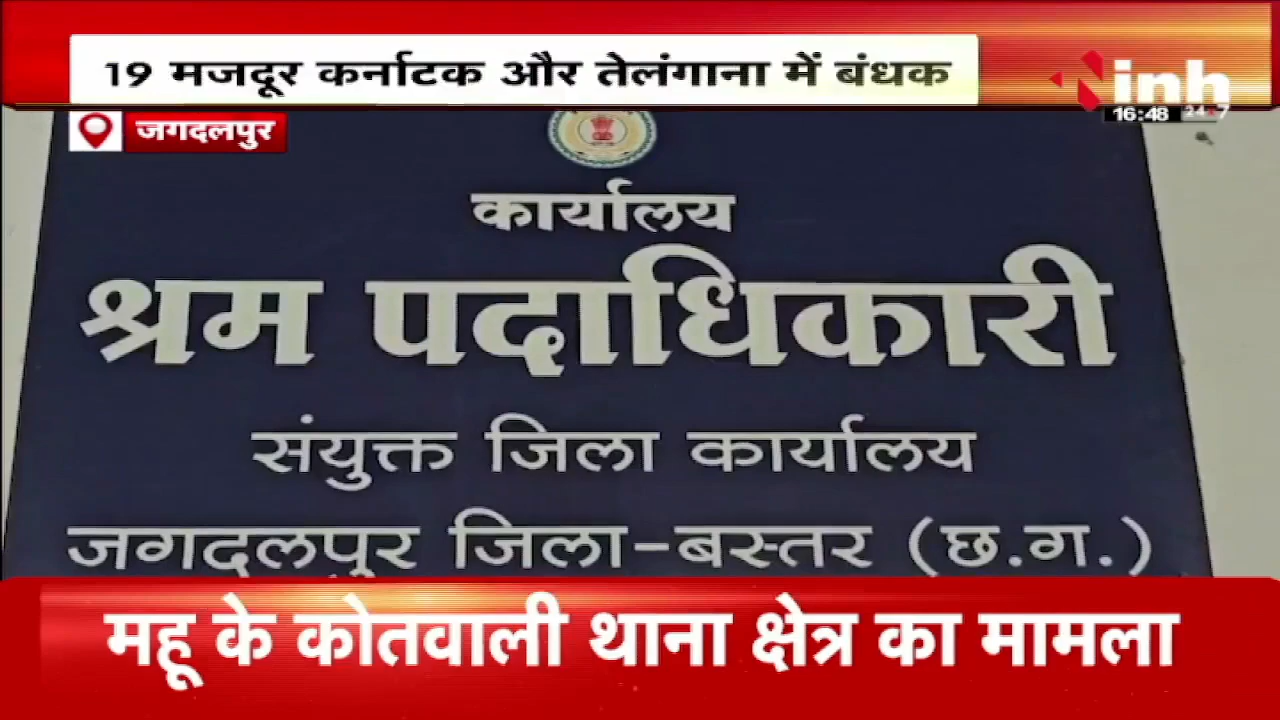 19 मजदूर कर्नाटक और तेलंगाना में बंधक
inh
16:48 24x7
जगदलपुर
कार्यालय
श्रम पदाधिकारी
संयुक्त जिला कार्यालय
जगदलपुर जिला-बस्तर (छ.ग.)
महू के कोतवाली थाना क्षेत्र का मामला